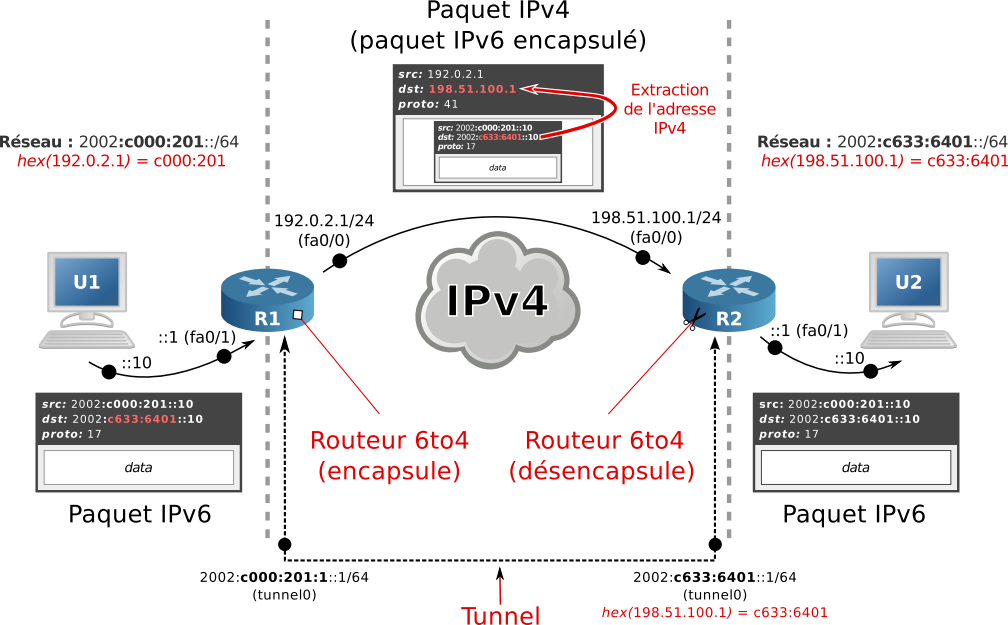 Paquet IPv4
(paquet IPv6 encapsulé)
src: 192.0.2.1
dst: 198.51.100.1
proto: 41
Extraction
de l'adresse
IPv4
src: 2002:c000:201::10
dst: 2002:c633:6401::10
proto: 17
data
Réseau : 2002:c000:201::/64
hex(192.0.2.1) = c000:201
Réseau : 2002:c633:6401::/64
hex(198.51.100.1) = c633:6401
192.0.2.1/24
(fa0/0)
198.51.100.1/24
(fa0/0)
U1
R1
IPv4
R2
U2
::1 (fa0/1)
::10
::1 (fa0/1)
::10
src: 2002:c000:201::10
dst: 2002:c633:6401::10
proto: 17
data
Paquet IPv6
Routeur 6to4
(encapsule)
Routeur 6to4
(désencapsule)
src: 2002:c000:201::10
dst: 2002:c633:6401::10
proto: 17
data
Paquet IPv6
2002:c000:201:1::1/64
(tunnel0)
Tunnel
2002:c633:6401::1/64
(tunnel0)
hex(198.51.100.1) = c633:6401